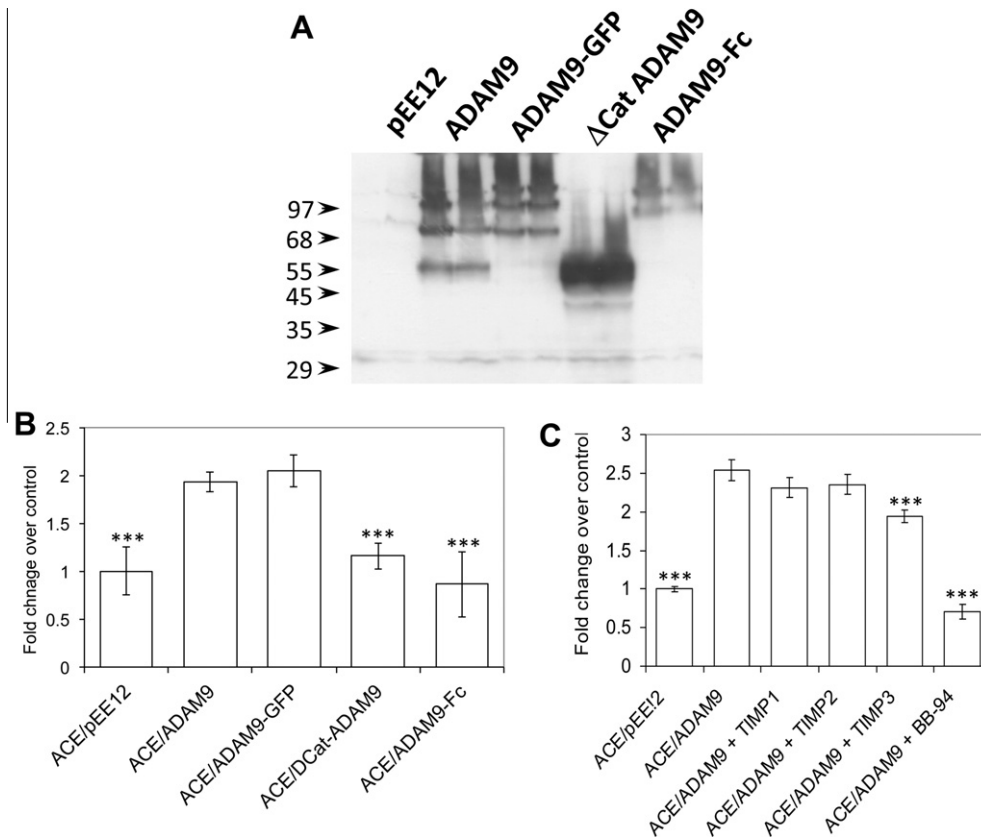 A
pEE12
ADAM9
ADAM9-GFP
ΔCat ADAM9
ADAM9-Fc
97
68
55
45
35
29
B
Fold chnage over control
2.5
2
1.5
1
0.5
0
***
***
***
ACE/pEE12
ACE/ADAM9
ACE/ADAM9-GFP
ACE/DCat-ADAM9
ACE/ADAM9-Fc
C
Fold change over control
3
2.5
2
1.5
1
0.5
0
***
***
***
ACE/pEE!2
ACE/ADAM9
ACE/ADAM9 + TIMP1
ACE/ADAM9 + TIMP2
ACE/ADAM9 + TIMP3
ACE/ADAM9 + BB-94